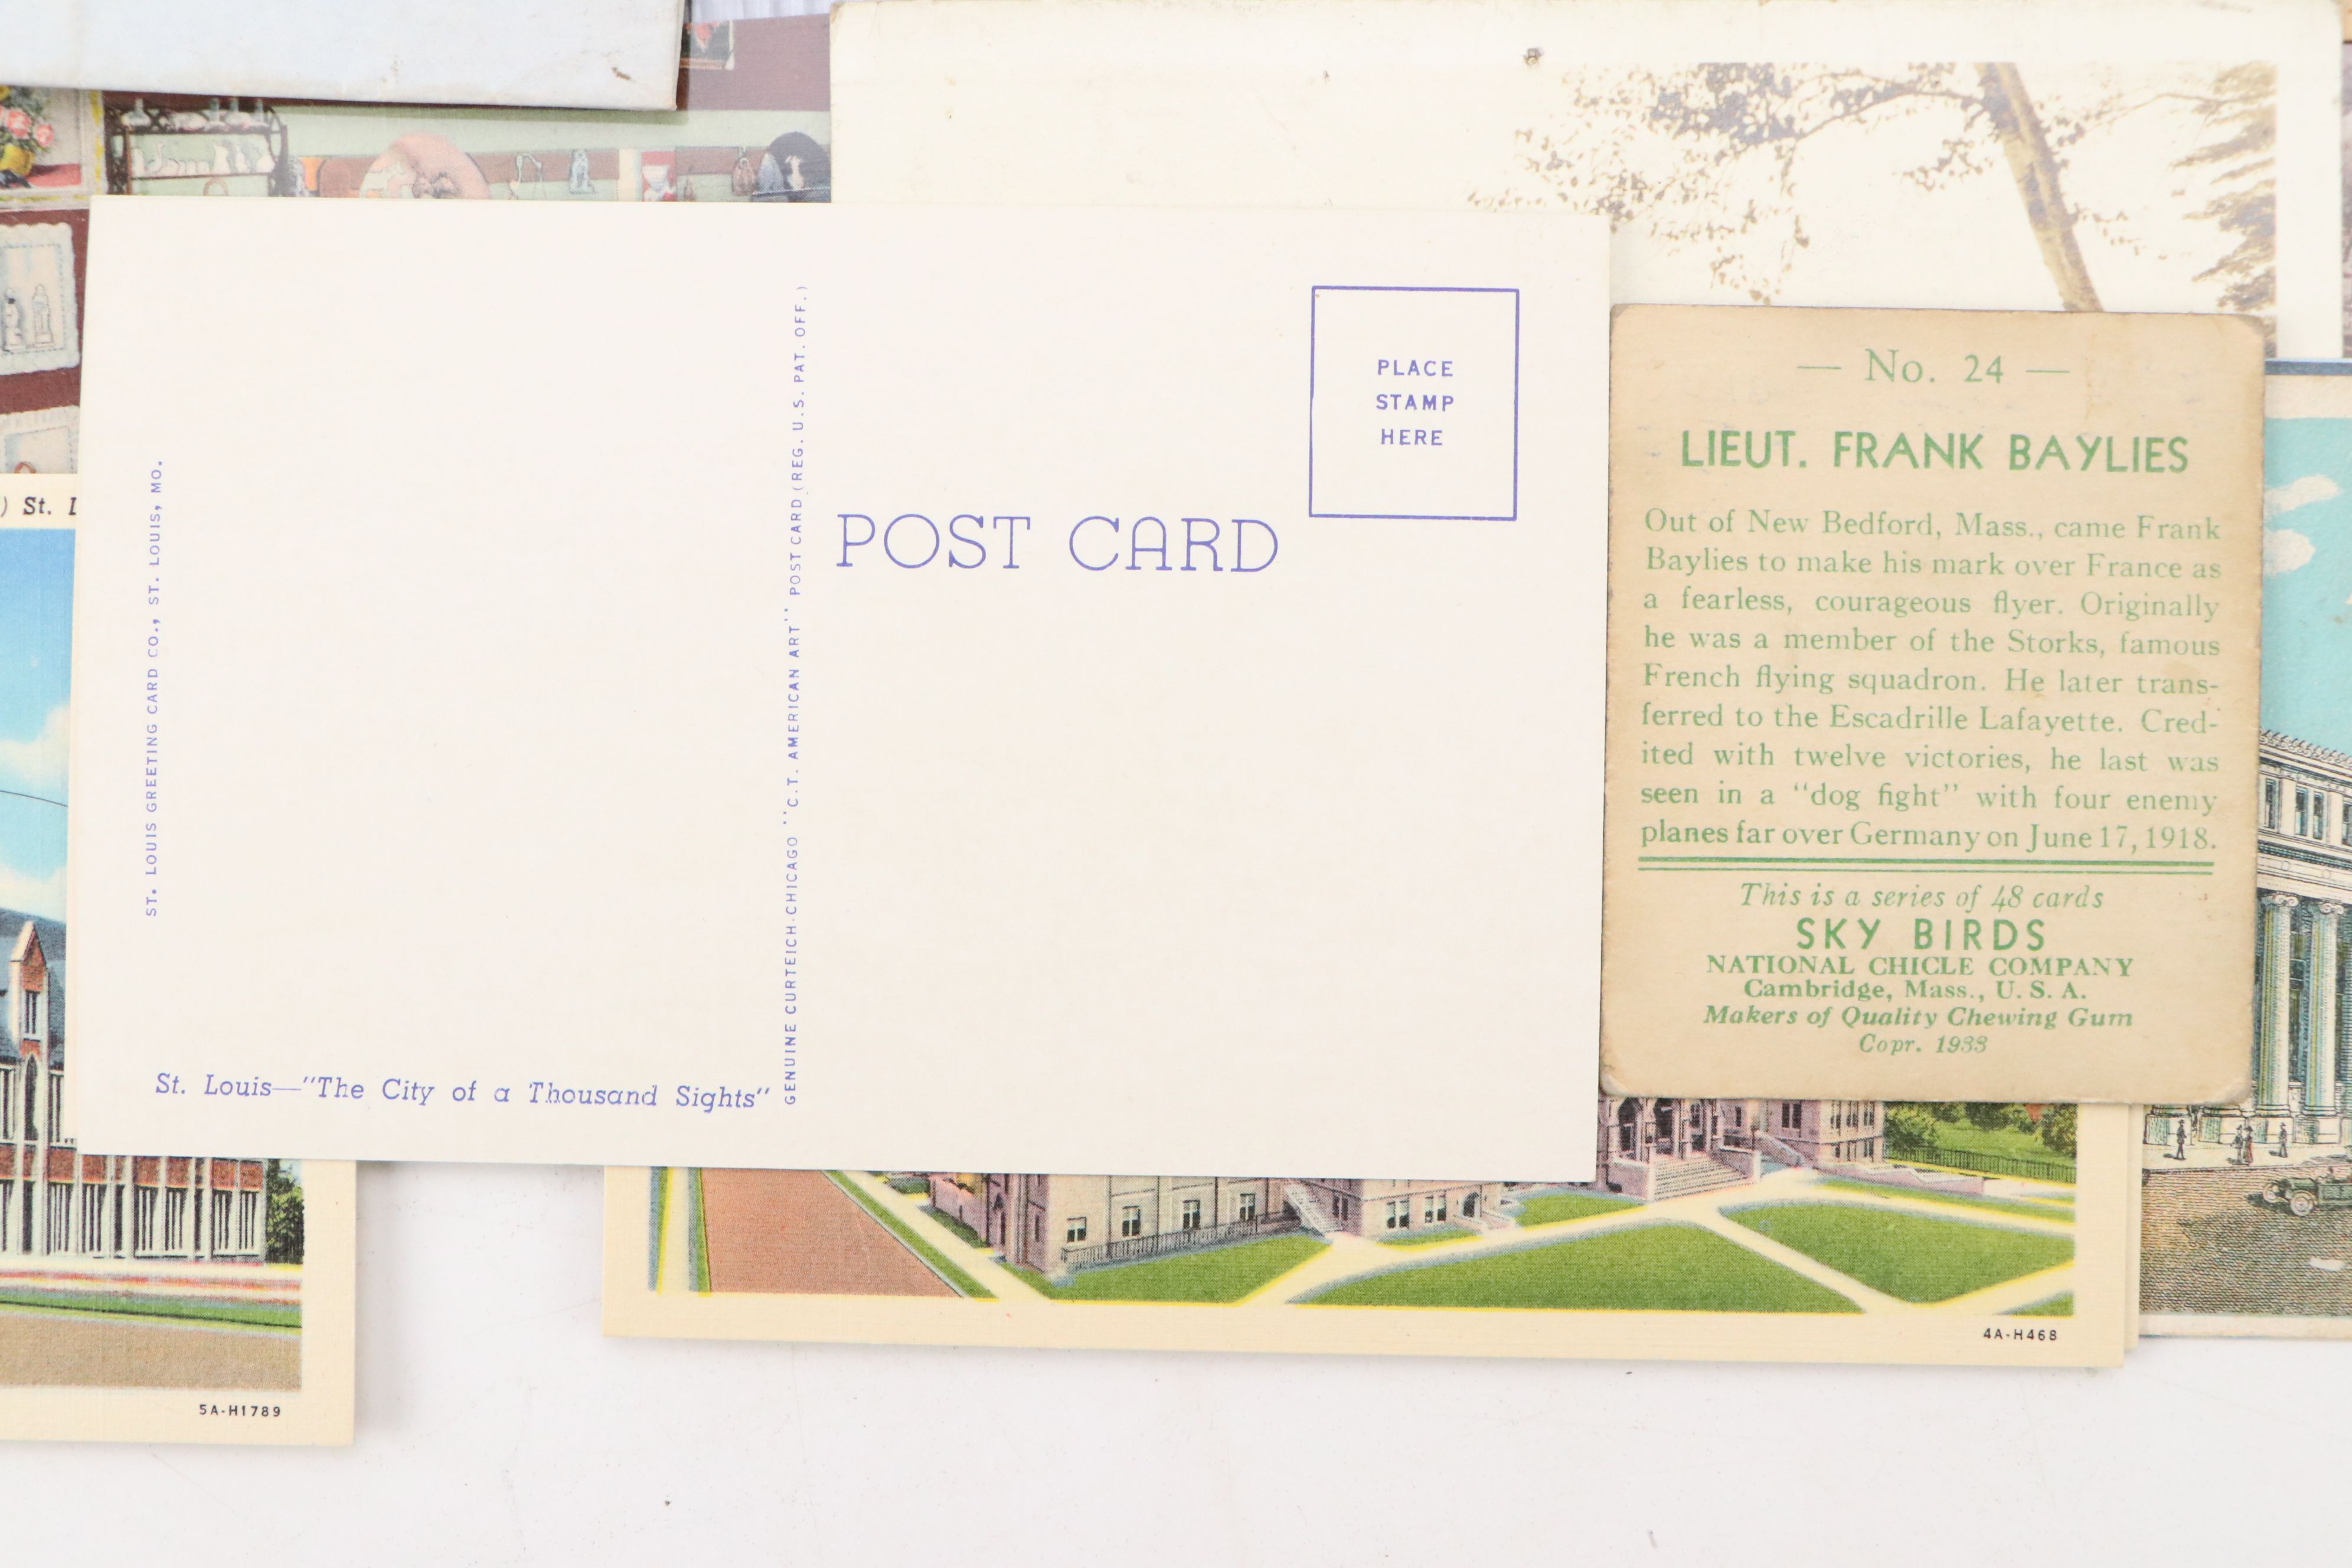 ) St. L
ST. LOUIS GREETING CARD CO., ST. LOUIS, MO.
GENUINE CURTEICH-CHICAGO "C.T. AMERICAN ART" POST CARD (REG. U.S. PAT. OFF.)
PLACE
STAMP
HERE
POST CARD
St. Louis—"The City of a Thousand Sights"
— No. 24 —
LIEUT. FRANK BAYLIES
Out of New Bedford, Mass., came Frank
Baylies to make his mark over France as
a fearless, courageous flyer. Originally
he was a member of the Storks, famous
French flying squadron. He later trans-
ferred to the Escadrille Lafayette. Cred-
ited with twelve victories, he last was
seen in a "dog fight" with four enemy
planes far over Germany on June 17, 1918.
This is a series of 48 cards
SKY BIRDS
NATIONAL CHICLE COMPANY
Cambridge, Mass., U. S. A.
Makers of Quality Chewing Gum
Copr. 1933
4A-H468
5A-H1789